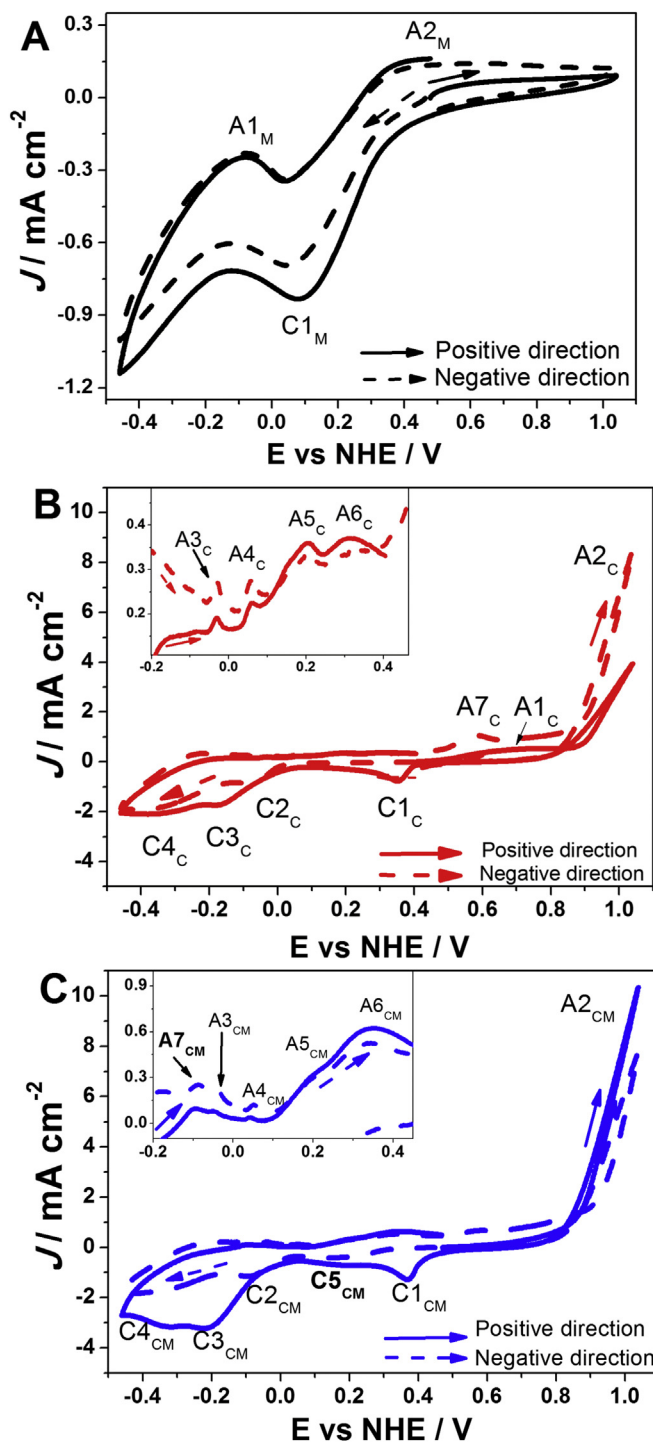 A
A2M
A1M
C1M
Positive direction
Negative direction
0.3
0.0
-0.3
-0.6
-0.9
-1.2
J / mA cm-2
-0.4 -0.2 0.0 0.2 0.4 0.6 0.8 1.0
E vs NHE / V
B
A3C
A4C
A5C
A6C
0.4
0.3
0.2
-0.2 0.0 0.2 0.4
A2C
A7C
A1C
C1C
C2C
C3C
C4C
Positive direction
Negative direction
10
8
6
4
2
0
-2
-4
J / mA cm-2
-0.4 -0.2 0.0 0.2 0.4 0.6 0.8 1.0
E vs NHE / V
C
A7CM
A3CM
A4CM
A5CM
A6CM
0.9
0.6
0.3
0.0
-0.2 0.0 0.2 0.4
A2CM
C5CM
C1CM
C2CM
C3CM
C4CM
Positive direction
Negative direction
10
8
6
4
2
0
-2
-4
J / mA cm-2
-0.4 -0.2 0.0 0.2 0.4 0.6 0.8 1.0
E vs NHE / V